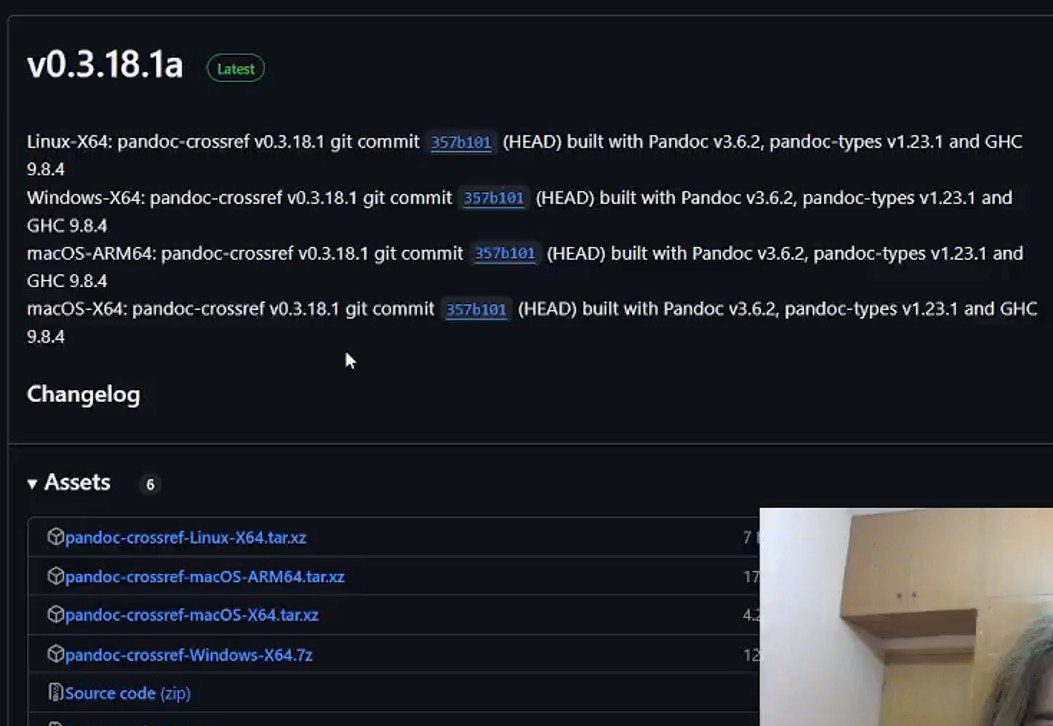 v0.3.18.1a Latest
Linux-X64: pandoc-crossref v0.3.18.1 git commit 357b101 (HEAD) built with Pandoc v3.6.2, pandoc-types v1.23.1 and GHC
9.8.4
Windows-X64: pandoc-crossref v0.3.18.1 git commit 357b101 (HEAD) built with Pandoc v3.6.2, pandoc-types v1.23.1 and
GHC 9.8.4
macOS-ARM64: pandoc-crossref v0.3.18.1 git commit 357b101 (HEAD) built with Pandoc v3.6.2, pandoc-types v1.23.1 and
GHC 9.8.4
macOS-X64: pandoc-crossref v0.3.18.1 git commit 357b101 (HEAD) built with Pandoc v3.6.2, pandoc-types v1.23.1 and GHC
9.8.4
Changelog
Assets 6
pandoc-crossref-Linux-X64.tar.xz 7
pandoc-crossref-macOS-ARM64.tar.xz 17
pandoc-crossref-macOS-X64.tar.xz 4.2
pandoc-crossref-Windows-X64.7z 12
Source code (zip)